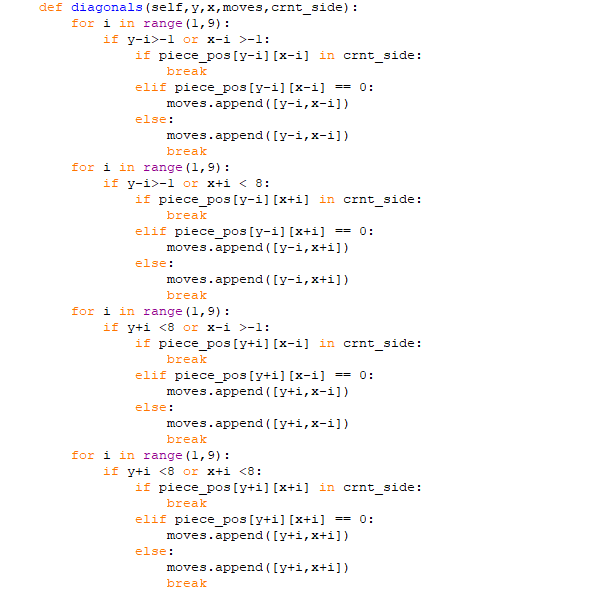 def diagonals(self,y,x,moves,crnt_side):
for i in range(1,9):
if y-i>-1 or x-i >-1:
if piece_pos[y-i][x-i] in crnt_side:
break
elif piece_pos[y-i][x-i] == 0:
moves.append([y-i,x-i])
else:
moves.append([y-i,x-i])
break
for i in range(1,9):
if y-i>-1 or x+i < 8:
if piece_pos[y-i][x+i] in crnt_side:
break
elif piece_pos[y-i][x+i] == 0:
moves.append([y-i,x+i])
else:
moves.append([y-i,x+i])
break
for i in range(1,9):
if y+i <8 or x-i >-1:
if piece_pos[y+i][x-i] in crnt_side:
break
elif piece_pos[y+i][x-i] == 0:
moves.append([y+i,x-i])
else:
moves.append([y+i,x-i])
break
for i in range(1,9):
if y+i <8 or x+i <8:
if piece_pos[y+i][x+i] in crnt_side:
break
elif piece_pos[y+i][x+i] == 0:
moves.append([y+i,x+i])
else:
moves.append([y+i,x+i])
break